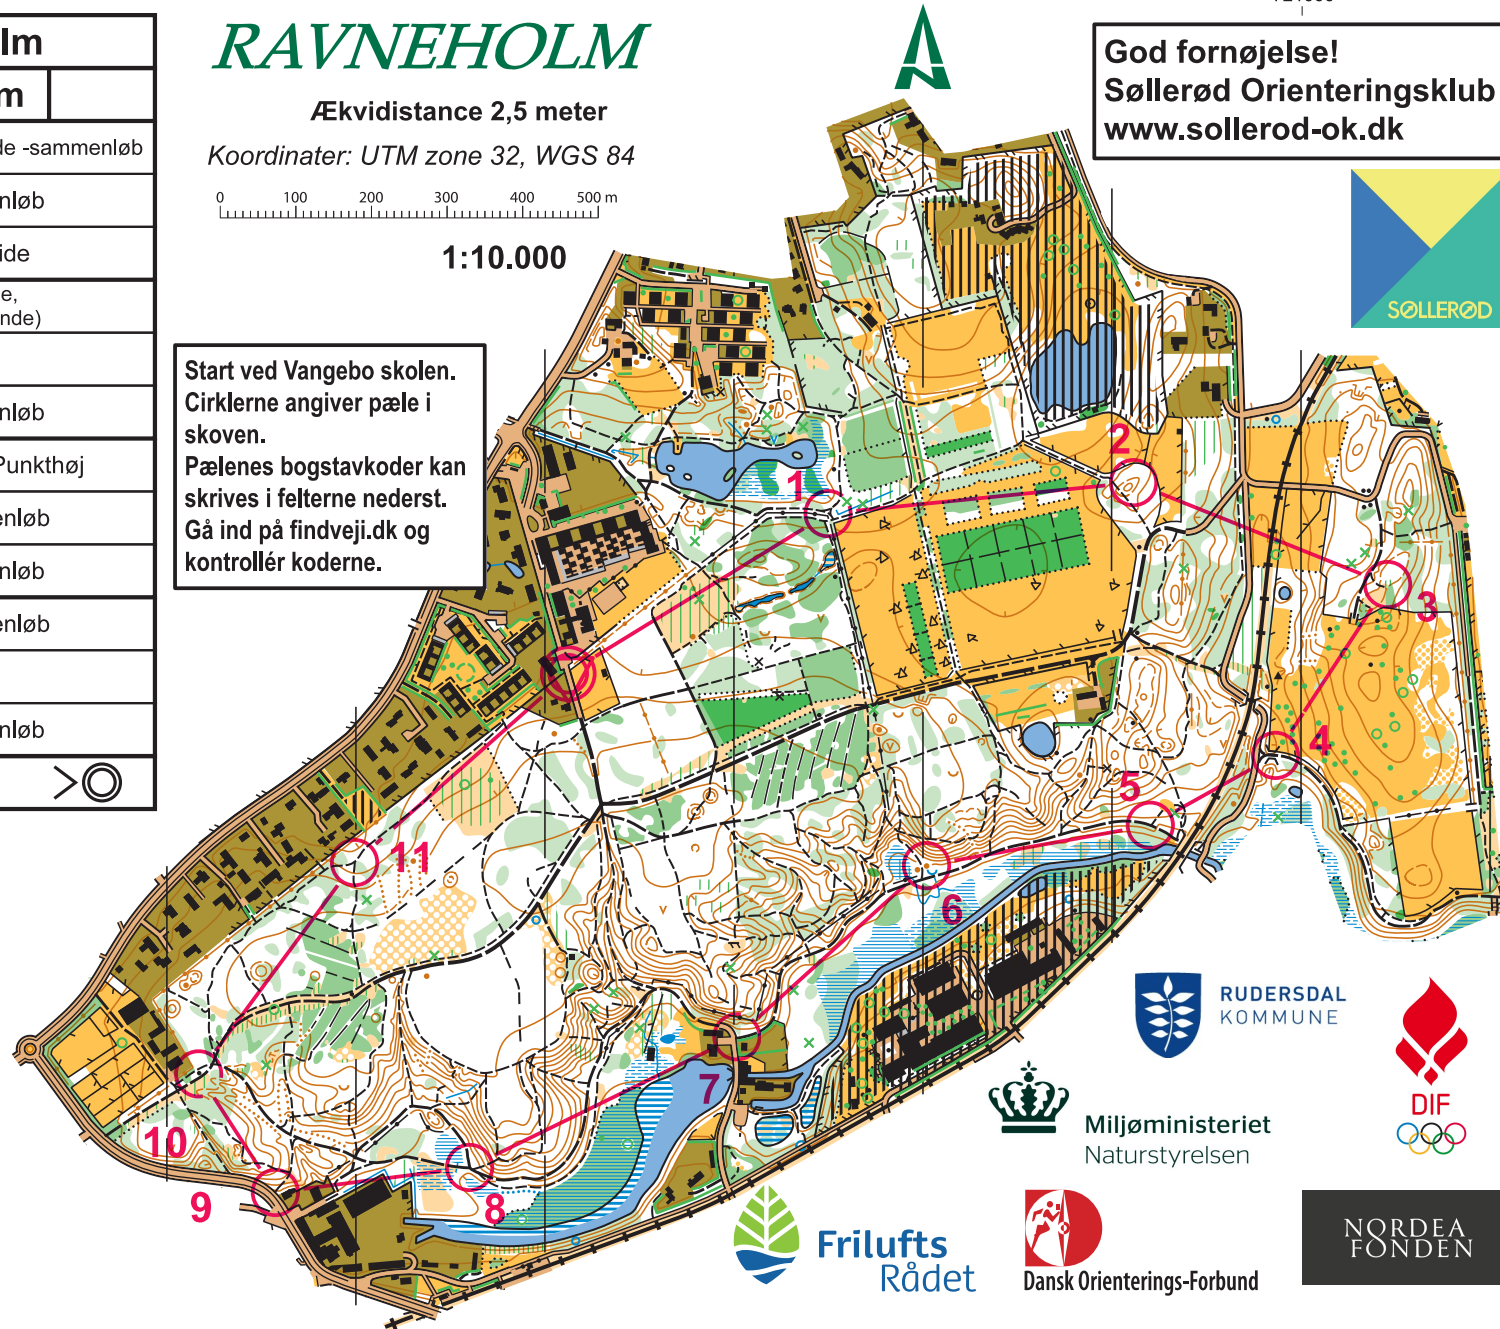 lm
m
de -sammenløb
nløb
ide
e,
nde)
nløb
Punkthøj
enløb
nløb
enløb
nløb
RAVNEHOLM
Ækvidistance 2,5 meter
Koordinater: UTM zone 32, WGS 84
0 100 200 300 400 500 m
1:10.000
N
God fornøjelse!
Søllerød Orienteringsklub
www.sollerod-ok.dk
SØLLERØD
Start ved Vangebo skolen.
Cirklerne angiver pæle i
skoven.
Pælenes bogstavkoder kan
skrives i felterne nederst.
Gå ind på findveji.dk og
kontrollér koderne.
1
2
3
4
5
6
7
8
9
10
11
RUDERSDAL
KOMMUNE
DIF
Miljøministeriet
Naturstyrelsen
Frilufts
Rådet
Dansk Orienterings-Forbund
NORDEA
FONDEN